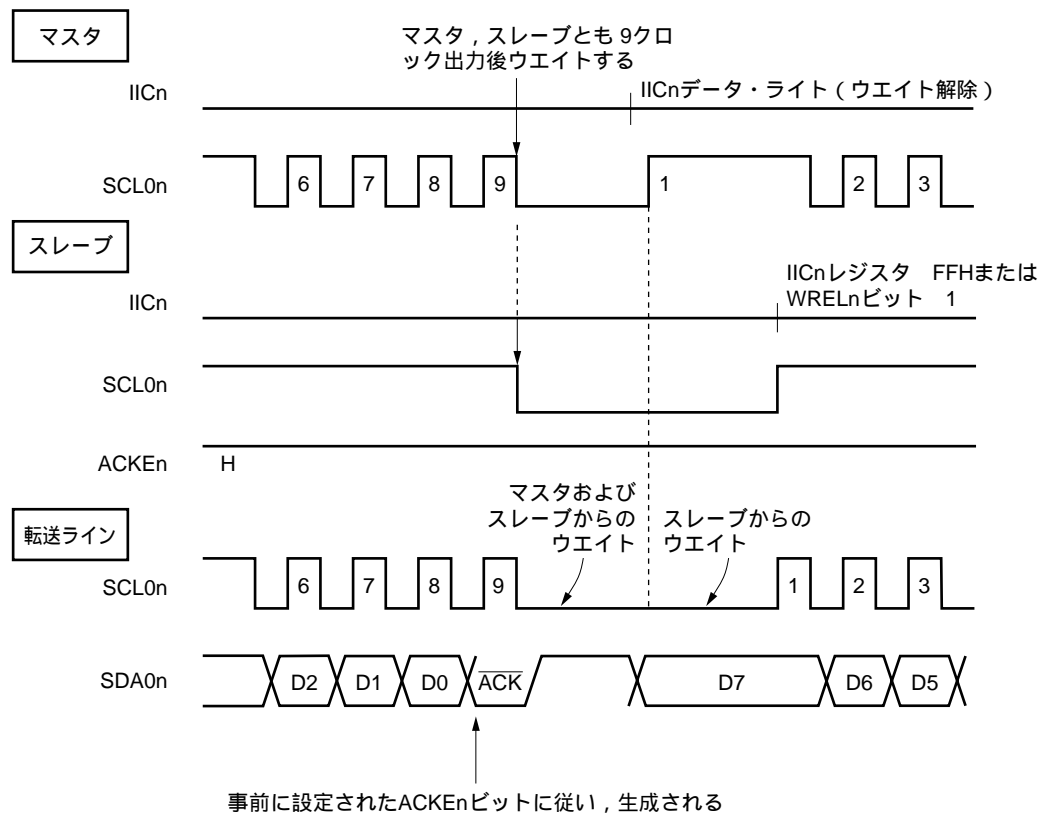 マスタ
マスタ，スレーブとも 9クロ
ック出力後ウエイトする
IICn
IICnデータ・ライト（ウエイト解除）
SCL0n
6 7 8 9 1 2 3
スレーブ
IICnレジスタ FFHまたは
WRELnビット 1
IICn
SCL0n
ACKEn H
マスタおよび
スレーブからの
ウエイト
スレーブからの
ウエイト
転送ライン
SCL0n
6 7 8 9 1 2 3
SDA0n
D2 D1 D0 ACK D7 D6 D5
事前に設定されたACKEnビットに従い，生成される